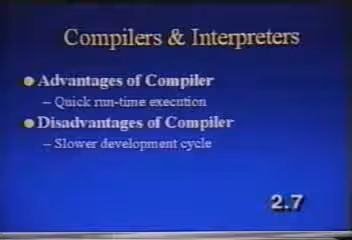 Compilers & Interpreters
Advantages of Compiler
– Quick run-time execution
Disadvantages of Compiler
– Slower development cycle
2.7